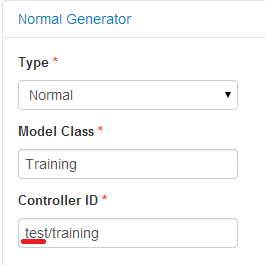 Normal Generator
Type *
Normal
Model Class *
Training
Controller ID *
test/training